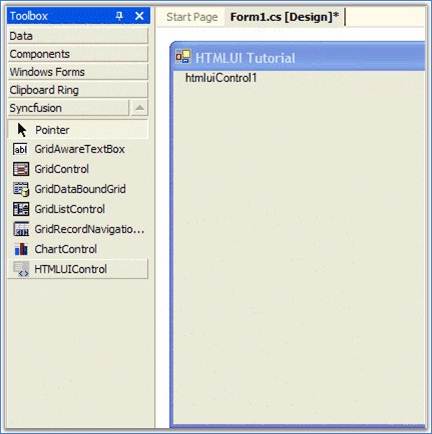 Toolbox
Data
Components
Windows Forms
Clipboard Ring
Syncfusion
Pointer
abl GridAwareTextBox
GridControl
GridDataBoundGrid
GridListControl
GridRecordNavigatio...
ChartControl
HTMLUIControl
Start Page Form1.cs [Design]*
HTMLUI Tutorial
htmluiControl1